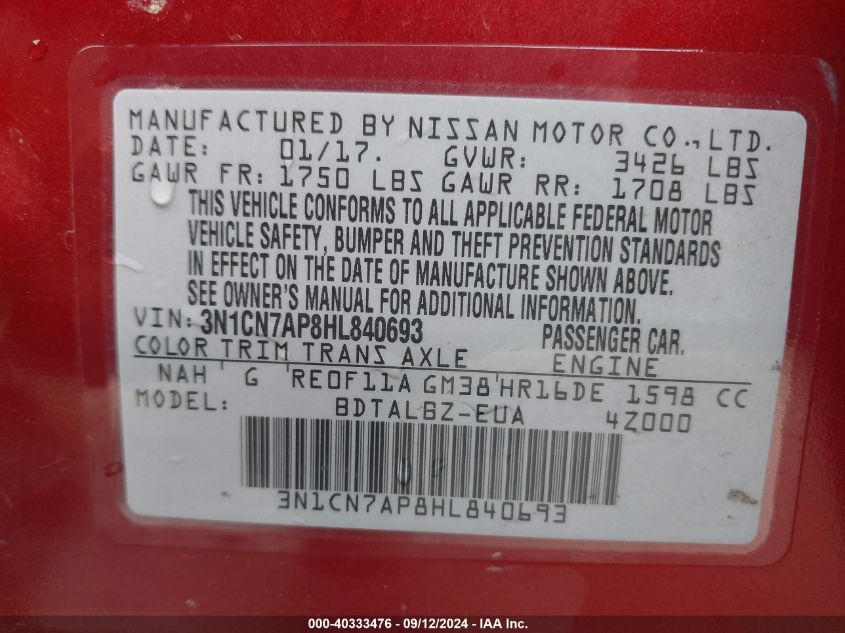 MANUFACTURED BY NISSAN MOTOR CO., LTD.
DATE: 01/17. GVWR: 3426 LBS
GAWR FR: 1750 LBS GAWR RR: 1708 LBS
THIS VEHICLE CONFORMS TO ALL APPLICABLE FEDERAL MOTOR
VEHICLE SAFETY, BUMPER AND THEFT PREVENTION STANDARDS
IN EFFECT ON THE DATE OF MANUFACTURE SHOWN ABOVE.
SEE OWNER'S MANUAL FOR ADDITIONAL INFORMATION.
VIN: 3N1CN7AP8HL840693 PASSENGER CAR.
COLOR TRIM TRANS AXLE ENGINE
NAH G RE0F11A GM38 HR16DE 1598 CC
MODEL: BDTALBZ-EUA 4Z000
3N1CN7AP8HL840693
000-40333476 - 09/12/2024 - IAA Inc.